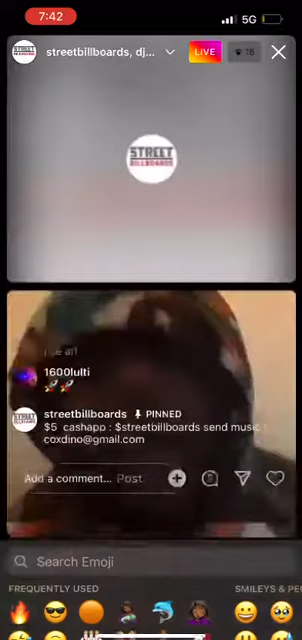 7:42
5G
streetbillboards, dj...
LIVE
16
STREET
BILLBOARDS
1600lulti
streetbillboards PINNED
$5 cashapp : $streetbillboards send music
coxdino@gmail.com
Add a comment... Post
Search Emoji
FREQUENTLY USED
SMILEYS & PE